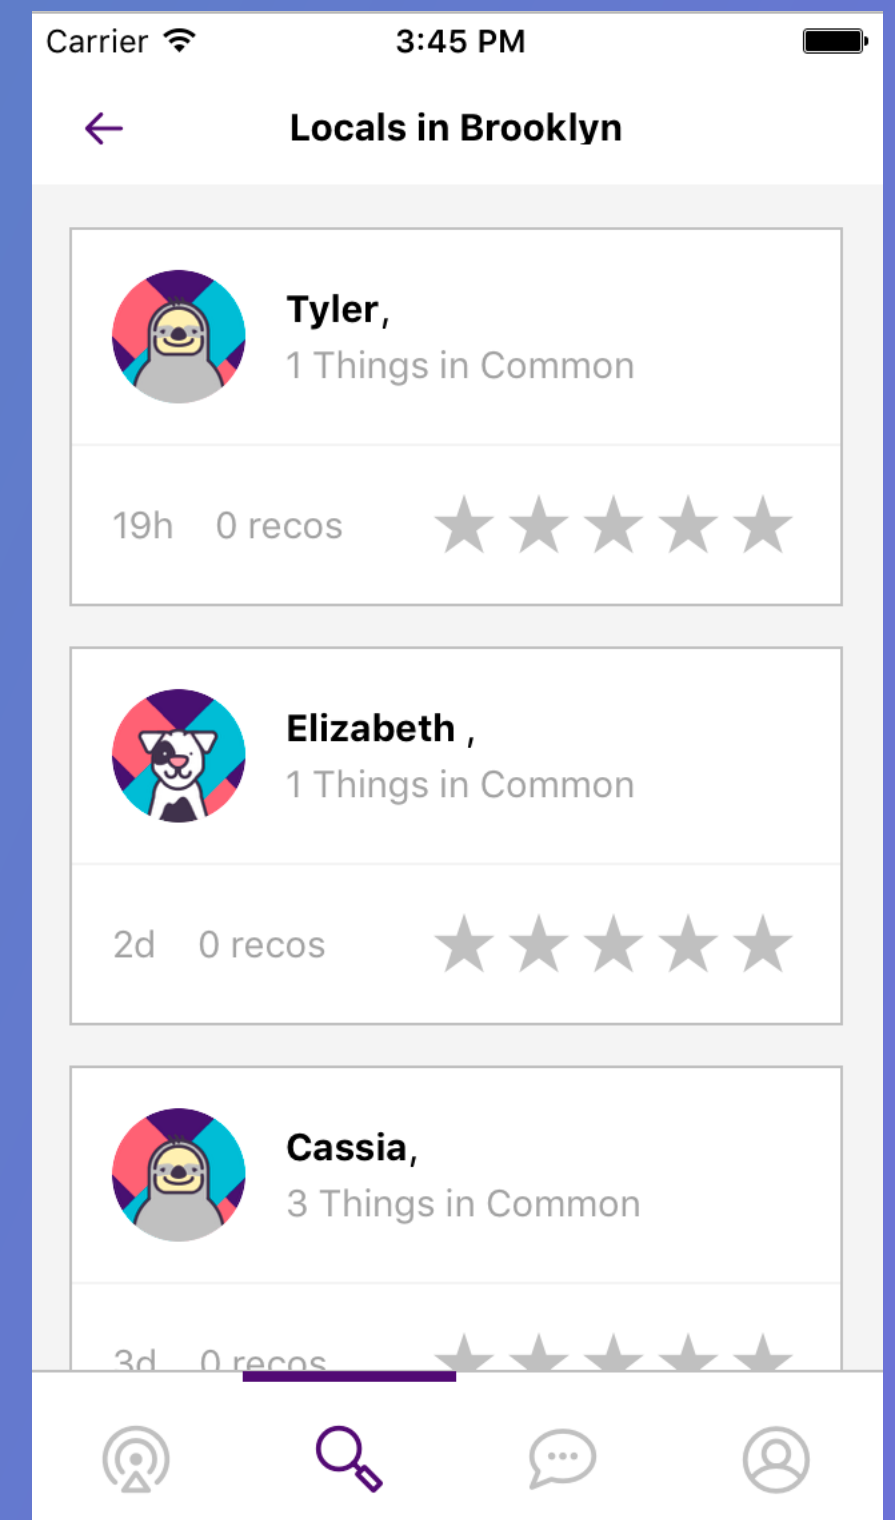 Carrier 3:45 PM
Locals in Brooklyn
Tyler,
1 Things in Common
19h 0 recos
Elizabeth ,
1 Things in Common
2d 0 recos
Cassia,
3 Things in Common
3d 0 recos